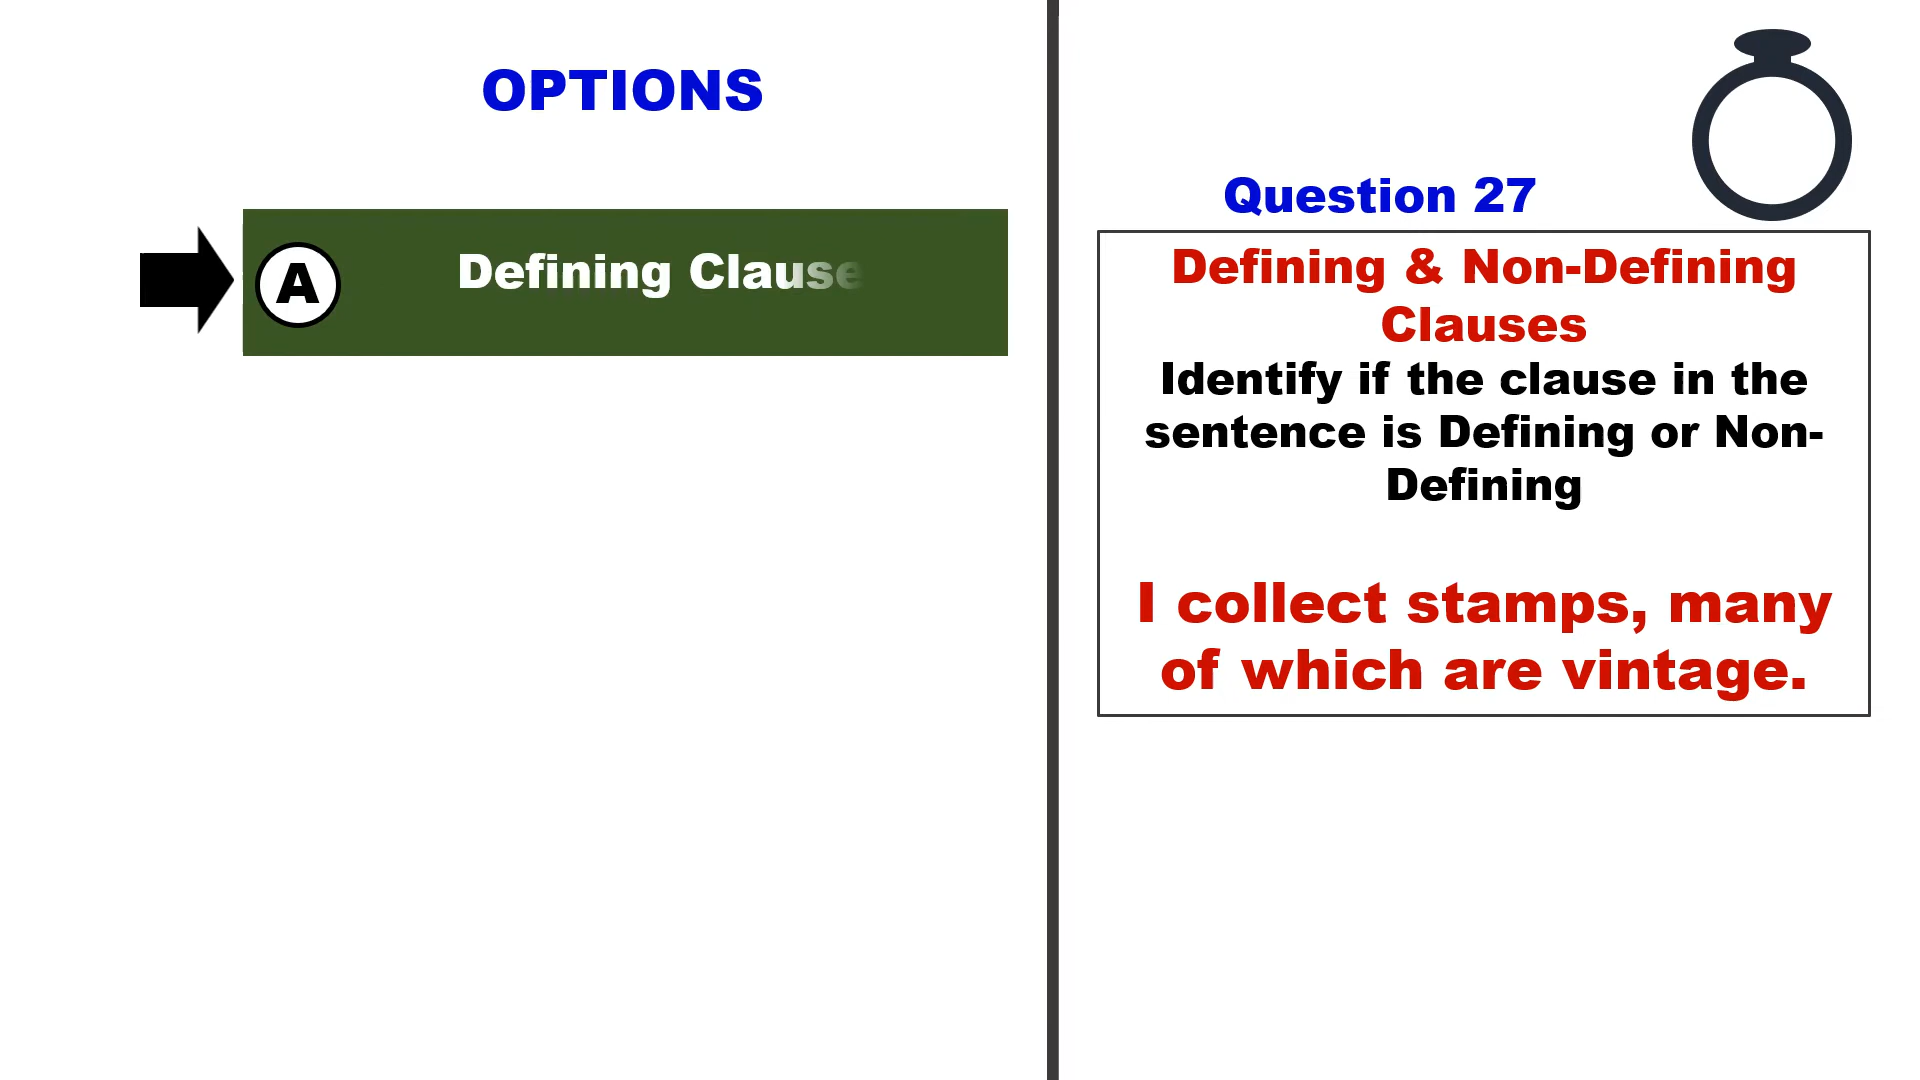 OPTIONS
A
Defining Clause
Question 27
Defining & Non-Defining
Clauses
Identify if the clause in the
sentence is Defining or Non-
Defining
I collect stamps, many
of which are vintage.